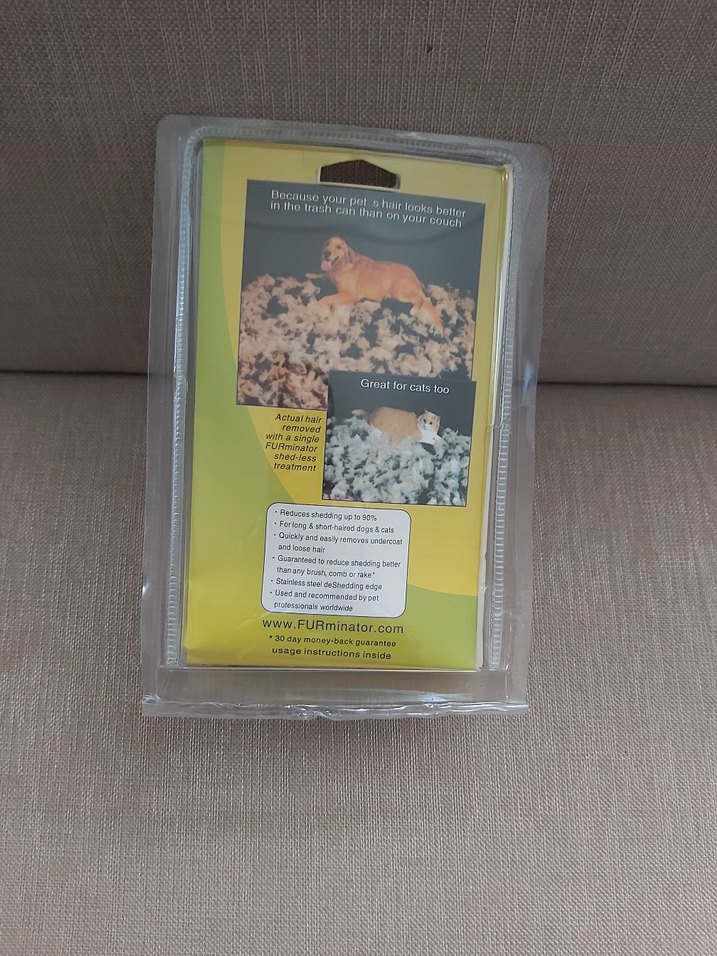 Because your pet s hair looks better
in the trash can than on your couch
Great for cats too
Actual hair
removed
with a single
FURminator
shed-less
treatment
• Reduces shedding up to 90%
• For long & short-haired dogs & cats
• Quickly and easily removes undercoat
and loose hair
• Guaranteed to reduce shedding better
than any brush, comb or rake*
• Stainless steel deShedding edge
• Used and recommended by pet
professionals worldwide
www.FURminator.com
* 30 day money-back guarantee
usage instructions inside